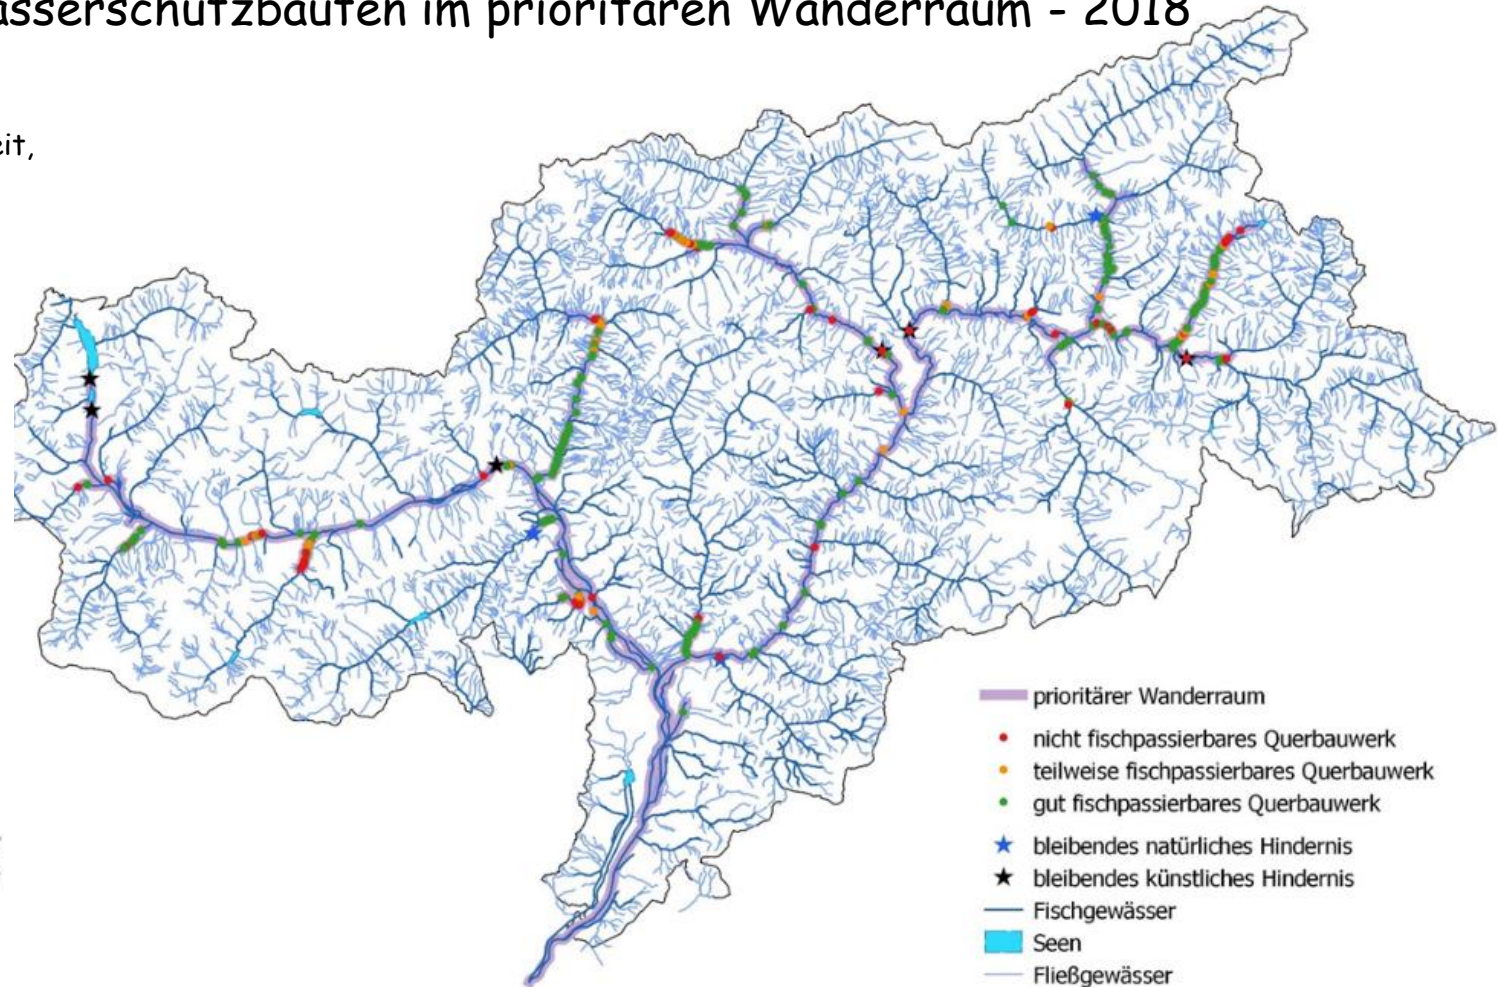 asserschutzbauten im prioritären Wanderraum - 2018
eit,
prioritärer Wanderraum
nicht fischpassierbares Querbauwerk
teilweise fischpassierbares Querbauwerk
gut fischpassierbares Querbauwerk
bleibendes natürliches Hindernis
bleibendes künstliches Hindernis
Fischgewässer
Seen
Fließgewässer